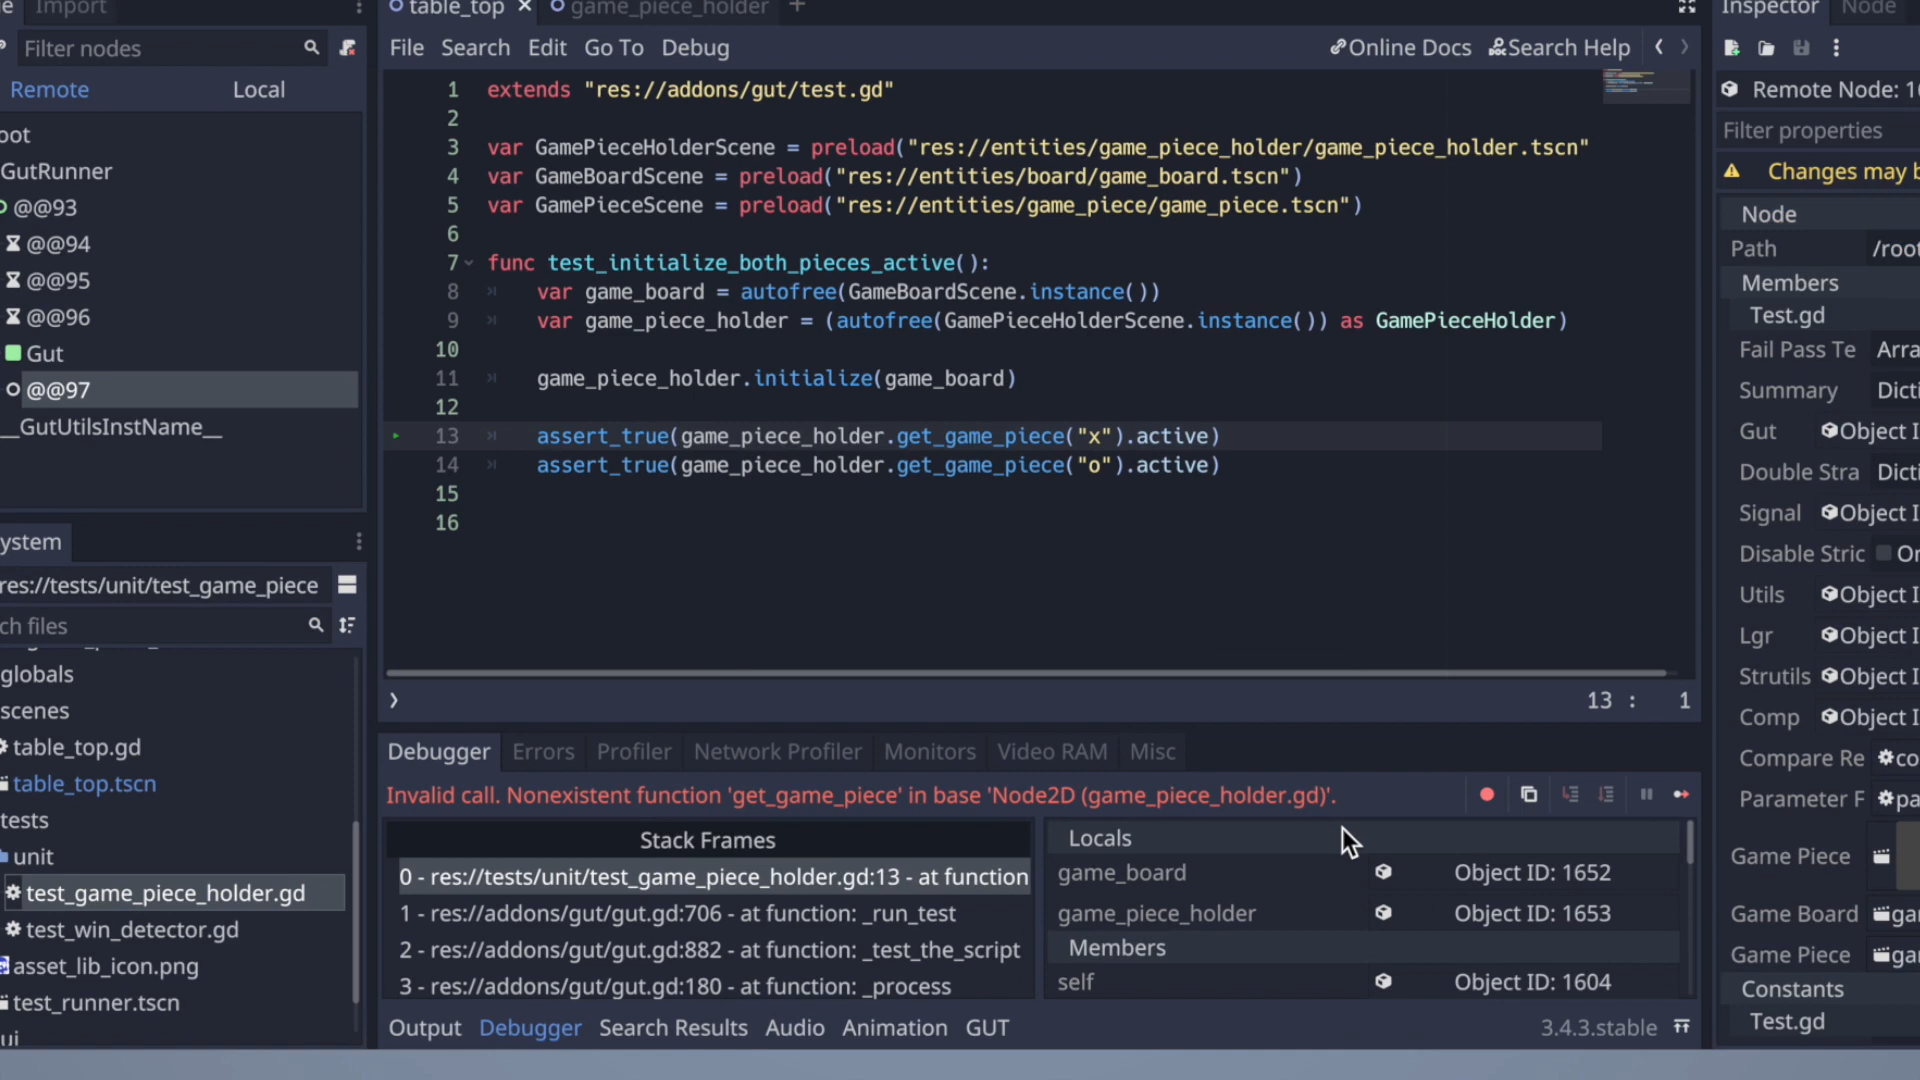 Import
table_top
game_piece_holder
Inspector
Node
Filter nodes
File Search Edit Go To Debug
Online Docs Search Help
Remote Local
Remote Node:
Filter properties
Changes may
oot
GutRunner
@@93
@@94
@@95
@@96
Gut
@@97
__GutUtilsInstName__
1 extends "res://addons/gut/test.gd"
2
3 var GamePieceHolderScene = preload("res://entities/game_piece_holder/game_piece_holder.tscn"
4 var GameBoardScene = preload("res://entities/board/game_board.tscn")
5 var GamePieceScene = preload("res://entities/game_piece/game_piece.tscn")
6
7 func test_initialize_both_pieces_active():
8 var game_board = autofree(GameBoardScene.instance())
9 var game_piece_holder = (autofree(GamePieceHolderScene.instance()) as GamePieceHolder)
10
11 game_piece_holder.initialize(game_board)
12
13 assert_true(game_piece_holder.get_game_piece("x").active)
14 assert_true(game_piece_holder.get_game_piece("o").active)
15
16
13 : 1
ystem
res://tests/unit/test_game_piece
ch files
globals
scenes
table_top.gd
table_top.tscn
tests
unit
test_game_piece_holder.gd
test_win_detector.gd
asset_lib_icon.png
test_runner.tscn
ui
Debugger Errors Profiler Network Profiler Monitors Video RAM Misc
Invalid call. Nonexistent function 'get_game_piece' in base 'Node2D (game_piece_holder.gd)'.
Stack Frames
0 - res://tests/unit/test_game_piece_holder.gd:13 - at function
1 - res://addons/gut/gut.gd:706 - at function: _run_test
2 - res://addons/gut/gut.gd:882 - at function: _test_the_script
3 - res://addons/gut/gut.gd:180 - at function: _process
Locals
game_board Object ID: 1652
game_piece_holder Object ID: 1653
Members
self Object ID: 1604
Output Debugger Search Results Audio Animation GUT
3.4.3.stable
Node
Path /root
Members
Test.gd
Fail Pass Te Arra
Summary Dicti
Gut Object I
Double Stra Dicti
Signal Object I
Disable Stric On
Utils Object I
Lgr Object I
Strutils Object I
Comp Object I
Compare Re co
Parameter F pa
Game Piece
Game Board gar
Game Piece gar
Constants
Test.gd